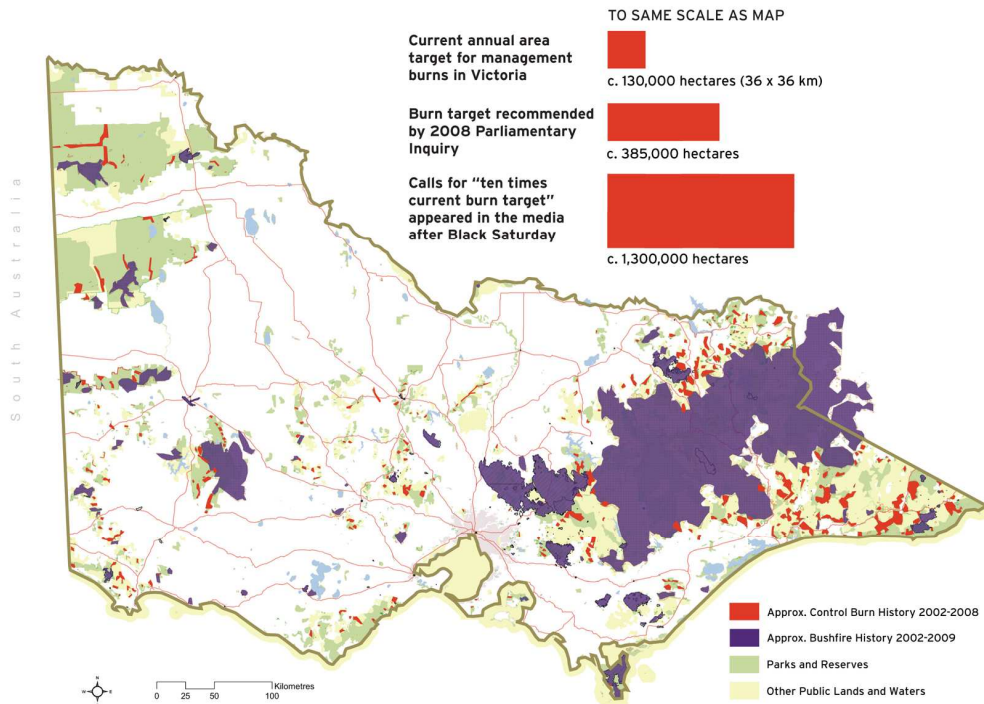 TO SAME SCALE AS MAP
Current annual area
target for management
burns in Victoria
c. 130,000 hectares (36 x 36 km)
Burn target recommended
by 2008 Parliamentary
Inquiry
c. 385,000 hectares
Calls for “ten times
current burn target”
appeared in the media
after Black Saturday
c. 1,300,000 hectares
South Australia
Approx. Control Burn History 2002-2008
Approx. Bushfire History 2002-2009
Parks and Reserves
Other Public Lands and Waters
N
W
E
S
Kilometres
0 25 50 100